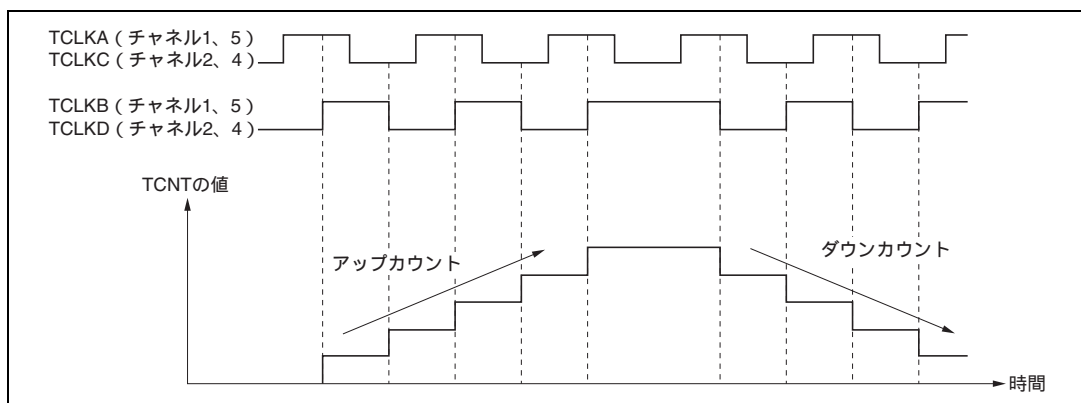 TCLKA(チャネル1、5)
TCLKC(チャネル2、4)
TCLKB(チャネル1、5)
TCLKD(チャネル2、4)
TCNTの値
アップカウント
ダウンカウント
時間